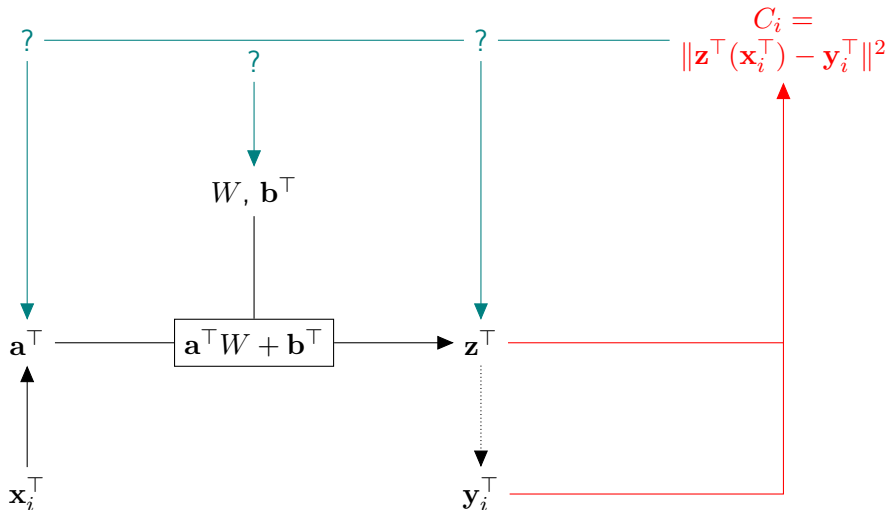 ? ? C_i =
? ‖z^⊤(x_i^⊤) − y_i^⊤‖²
W, b^⊤
a^⊤ a^⊤W + b^⊤ z^⊤
x_i^⊤ y_i^⊤